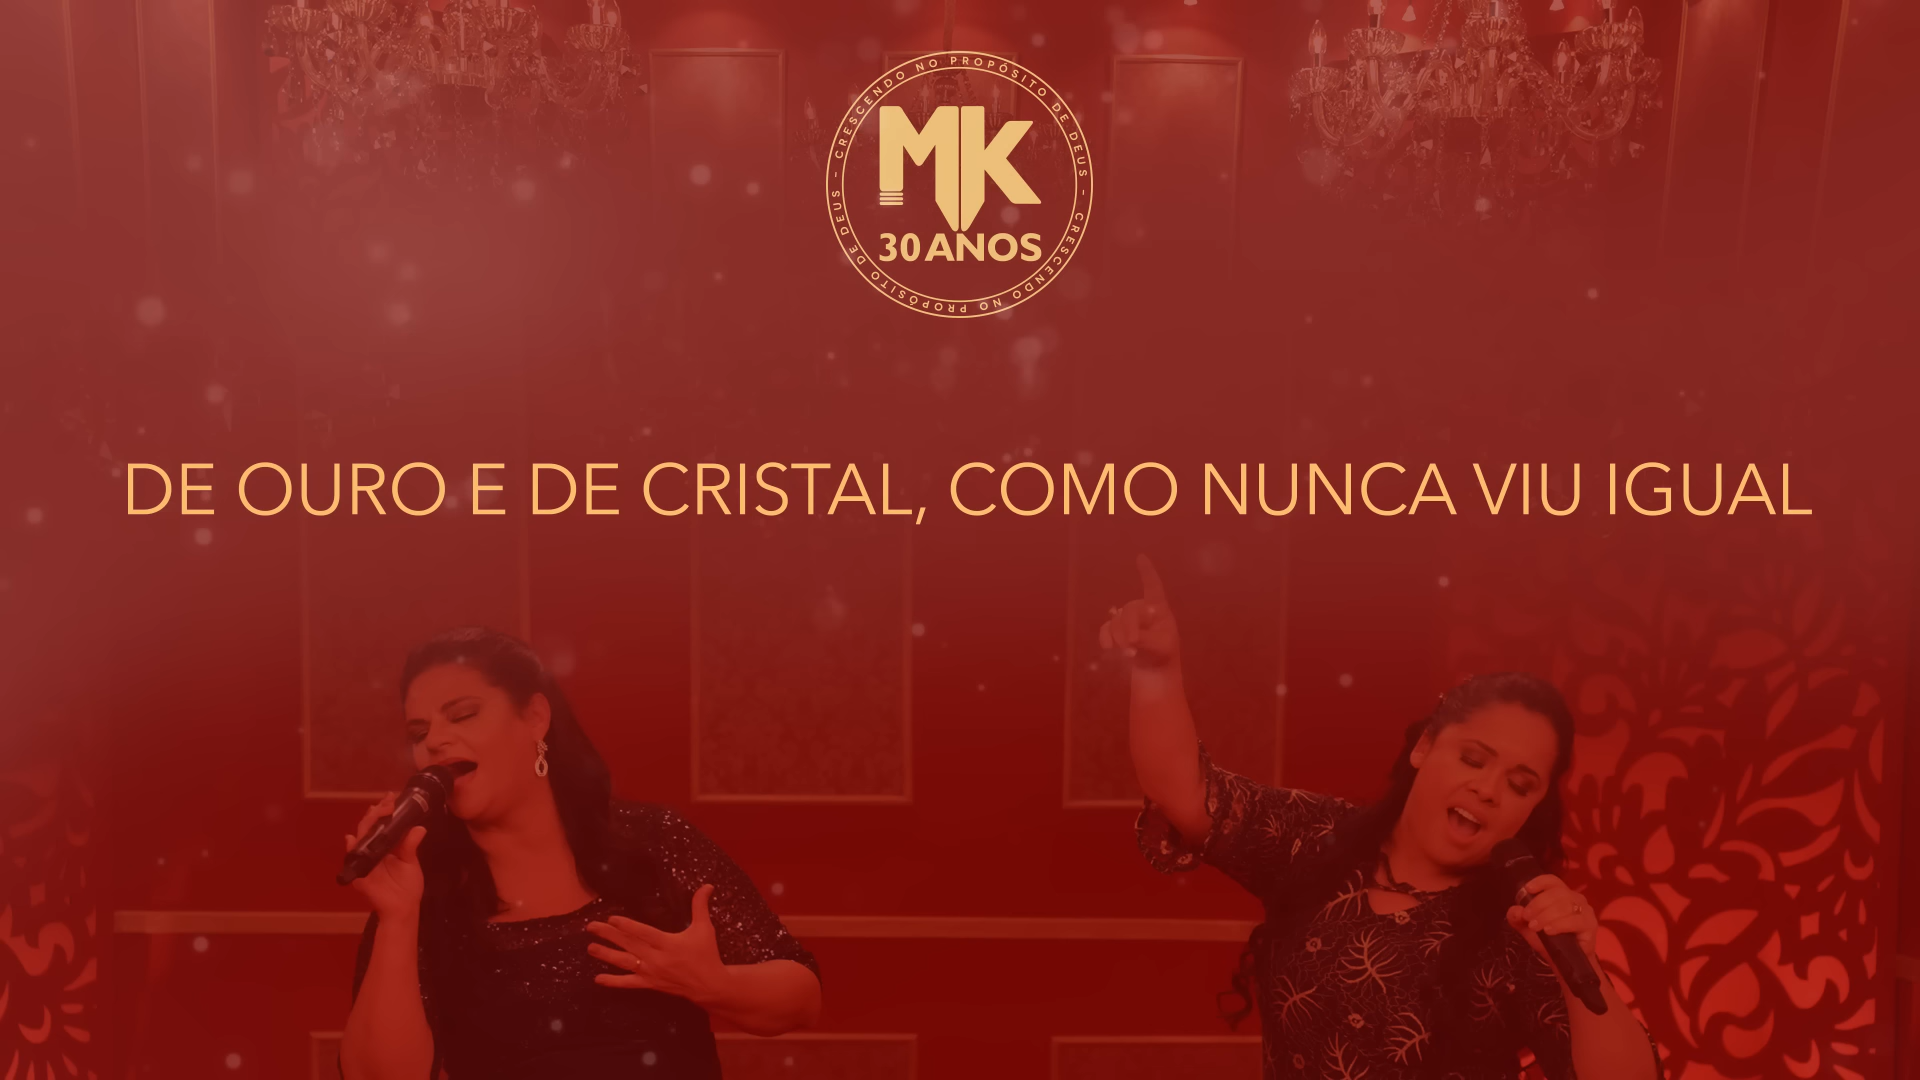 CRESCENDO NO PROPÓSITO DE DEUS - CRESCENDO NO PROPÓSITO DE DEUS -
MK
30 ANOS
DE OURO E DE CRISTAL, COMO NUNCA VIU IGUAL